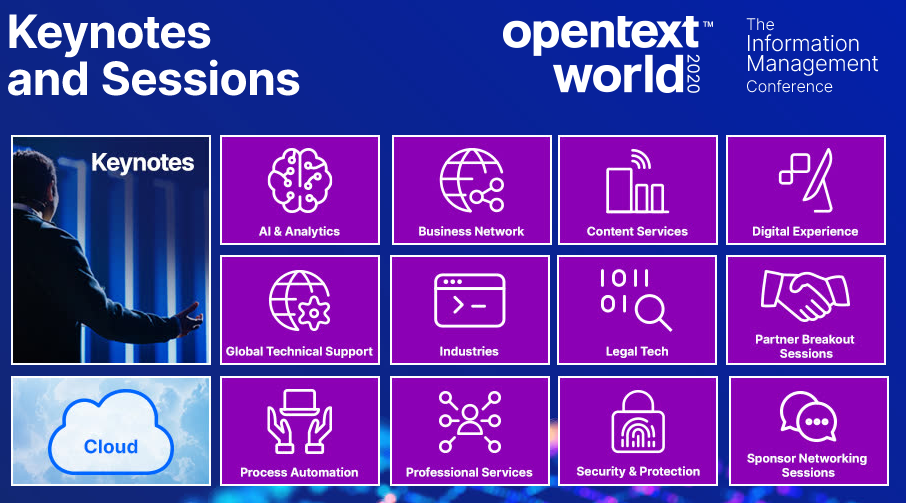 Keynotes
and Sessions
opentext™
world 2020
The
Information
Management
Conference
Keynotes
AI & Analytics
Business Network
Content Services
Digital Experience
Global Technical Support
Industries
1011
01
Legal Tech
Partner Breakout
Sessions
Cloud
Process Automation
Professional Services
Security & Protection
Sponsor Networking
Sessions